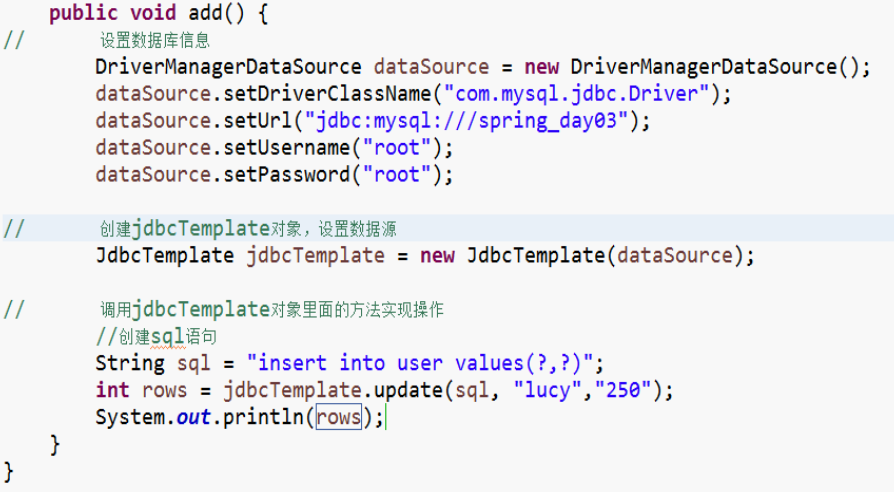 public void add() {
// 设置数据库信息
DriverManagerDataSource dataSource = new DriverManagerDataSource();
dataSource.setDriverClassName("com.mysql.jdbc.Driver");
dataSource.setUrl("jdbc:mysql:///spring_day03");
dataSource.setUsername("root");
dataSource.setPassword("root");
// 创建jdbcTemplate对象，设置数据源
JdbcTemplate jdbcTemplate = new JdbcTemplate(dataSource);
// 调用jdbcTemplate对象里面的方法实现操作
//创建sql语句
String sql = "insert into user values(?,?)";
int rows = jdbcTemplate.update(sql, "lucy","250");
System.out.println(rows);
}
}